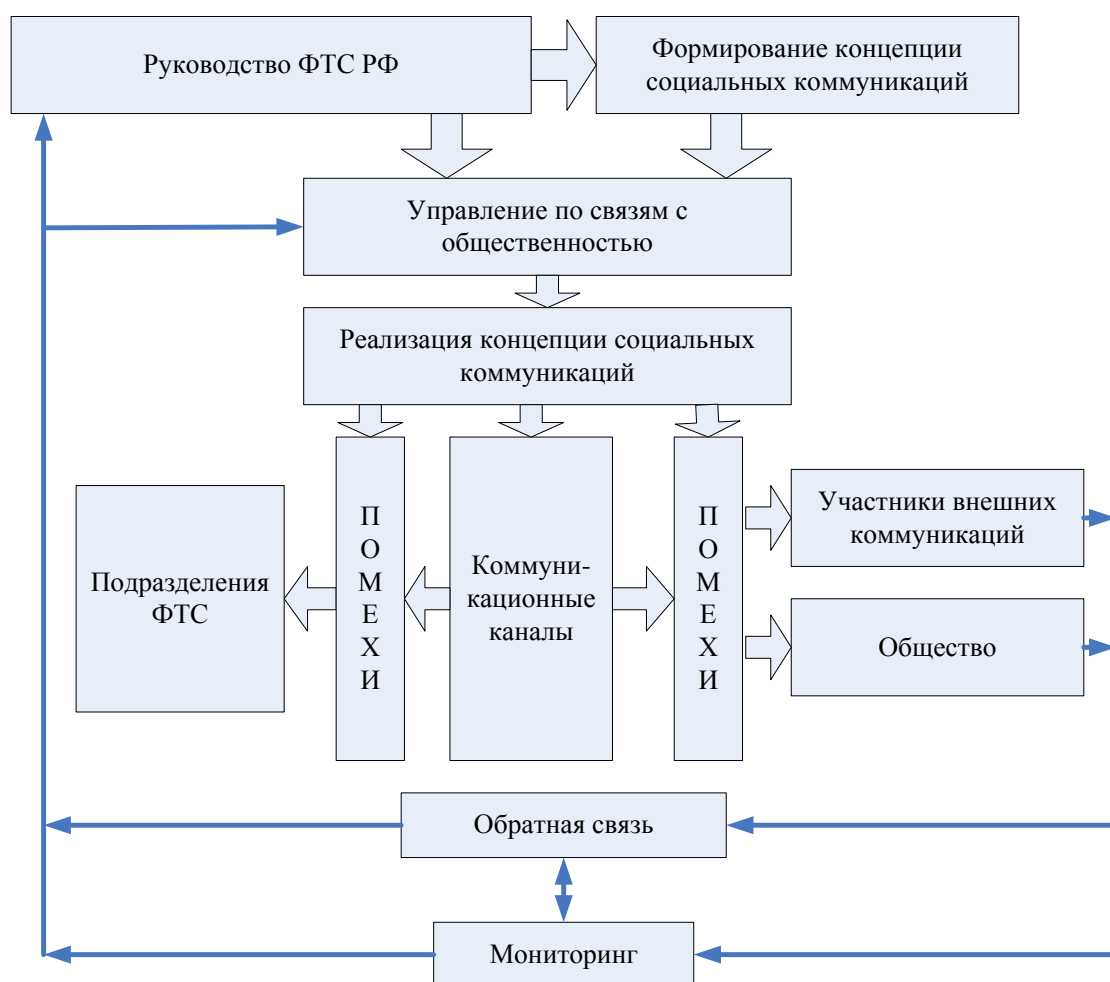 Руководство ФТС РФ
Формирование концепции
социальных коммуникаций
Управление по связям с
общественностью
Реализация концепции социальных
коммуникаций
Подразделения
ФТС
П
О
М
Е
Х
И
Коммуни-
кационные
каналы
П
О
М
Е
Х
И
Участники внешних
коммуникаций
Общество
Обратная связь
Мониторинг